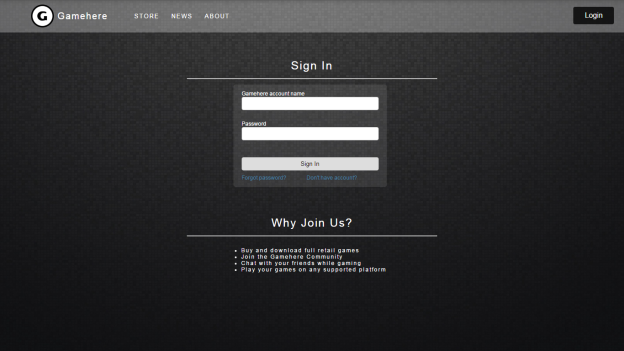 G Gamehere STORE NEWS ABOUT Login
Sign In
Gamehere account name
Password
Sign In
Forgot password? Don't have account?
Why Join Us?
Buy and download full retail games
Join the Gamehere Community
Chat with your friends while gaming
Play your games on any supported platform